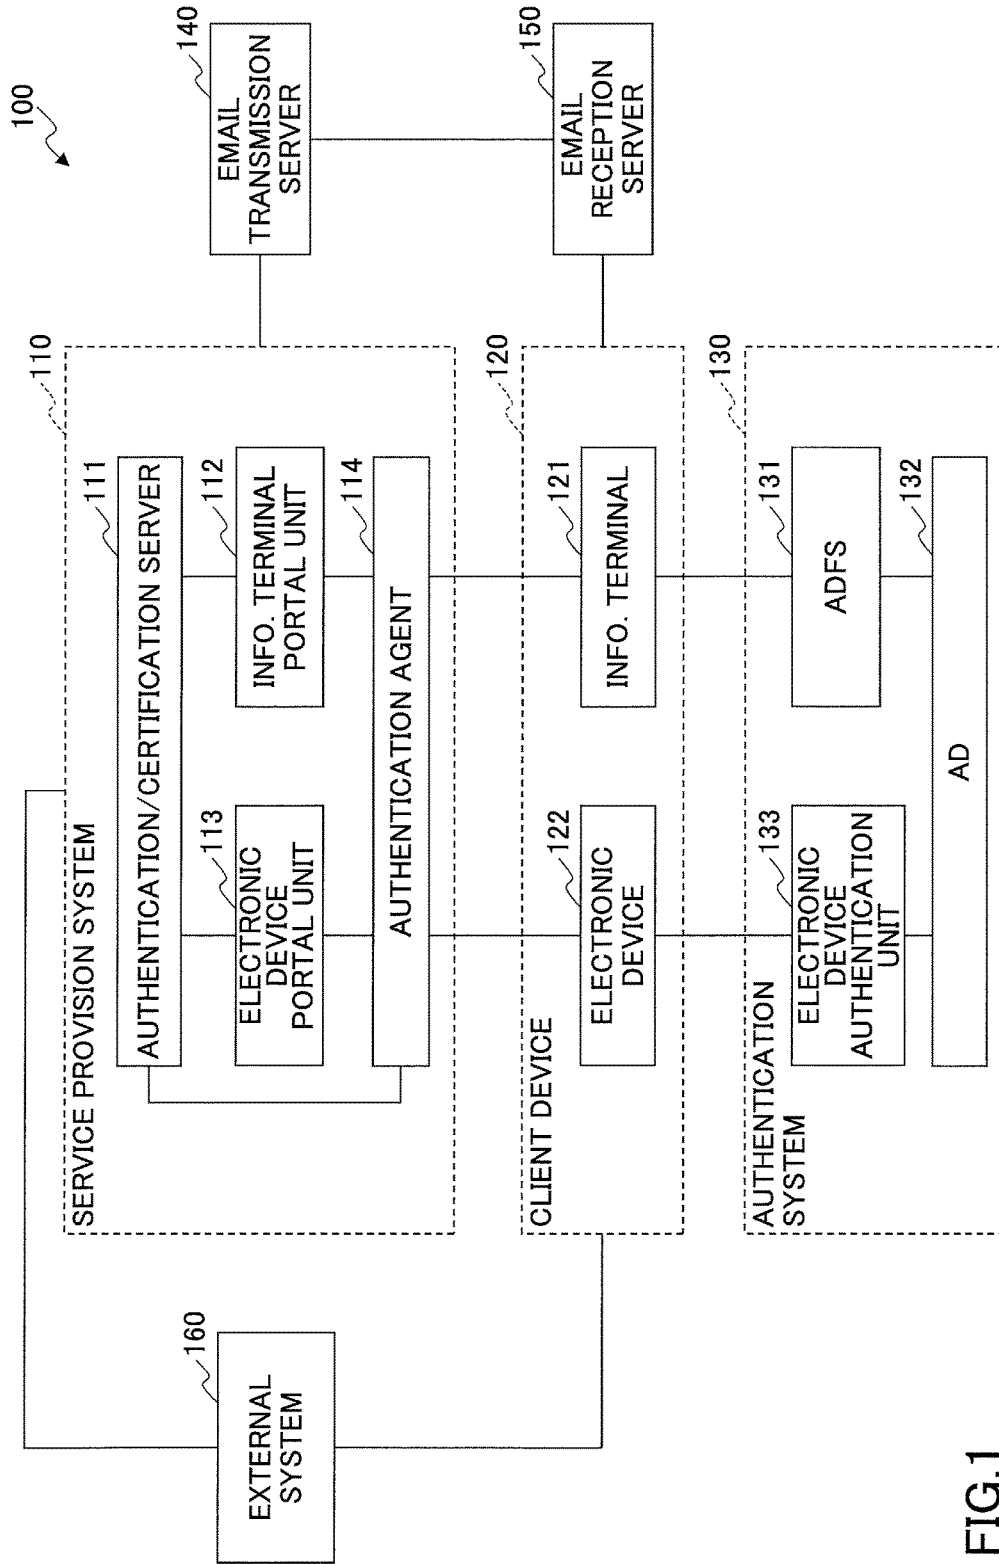 100
SERVICE PROVISION SYSTEM
110
AUTHENTICATION/CERTIFICATION SERVER
111
ELECTRONIC
DEVICE
PORTAL UNIT
113
INFO. TERMINAL
PORTAL UNIT
112
AUTHENTICATION AGENT
114
EXTERNAL
SYSTEM
160
EMAIL
TRANSMISSION
SERVER
140
CLIENT DEVICE
120
ELECTRONIC
DEVICE
122
INFO. TERMINAL
121
EMAIL
RECEPTION
SERVER
150
AUTHENTICATION
SYSTEM
130
ELECTRONIC
DEVICE
AUTHENTICATION
UNIT
133
ADFS
131
AD
132
FIG.1